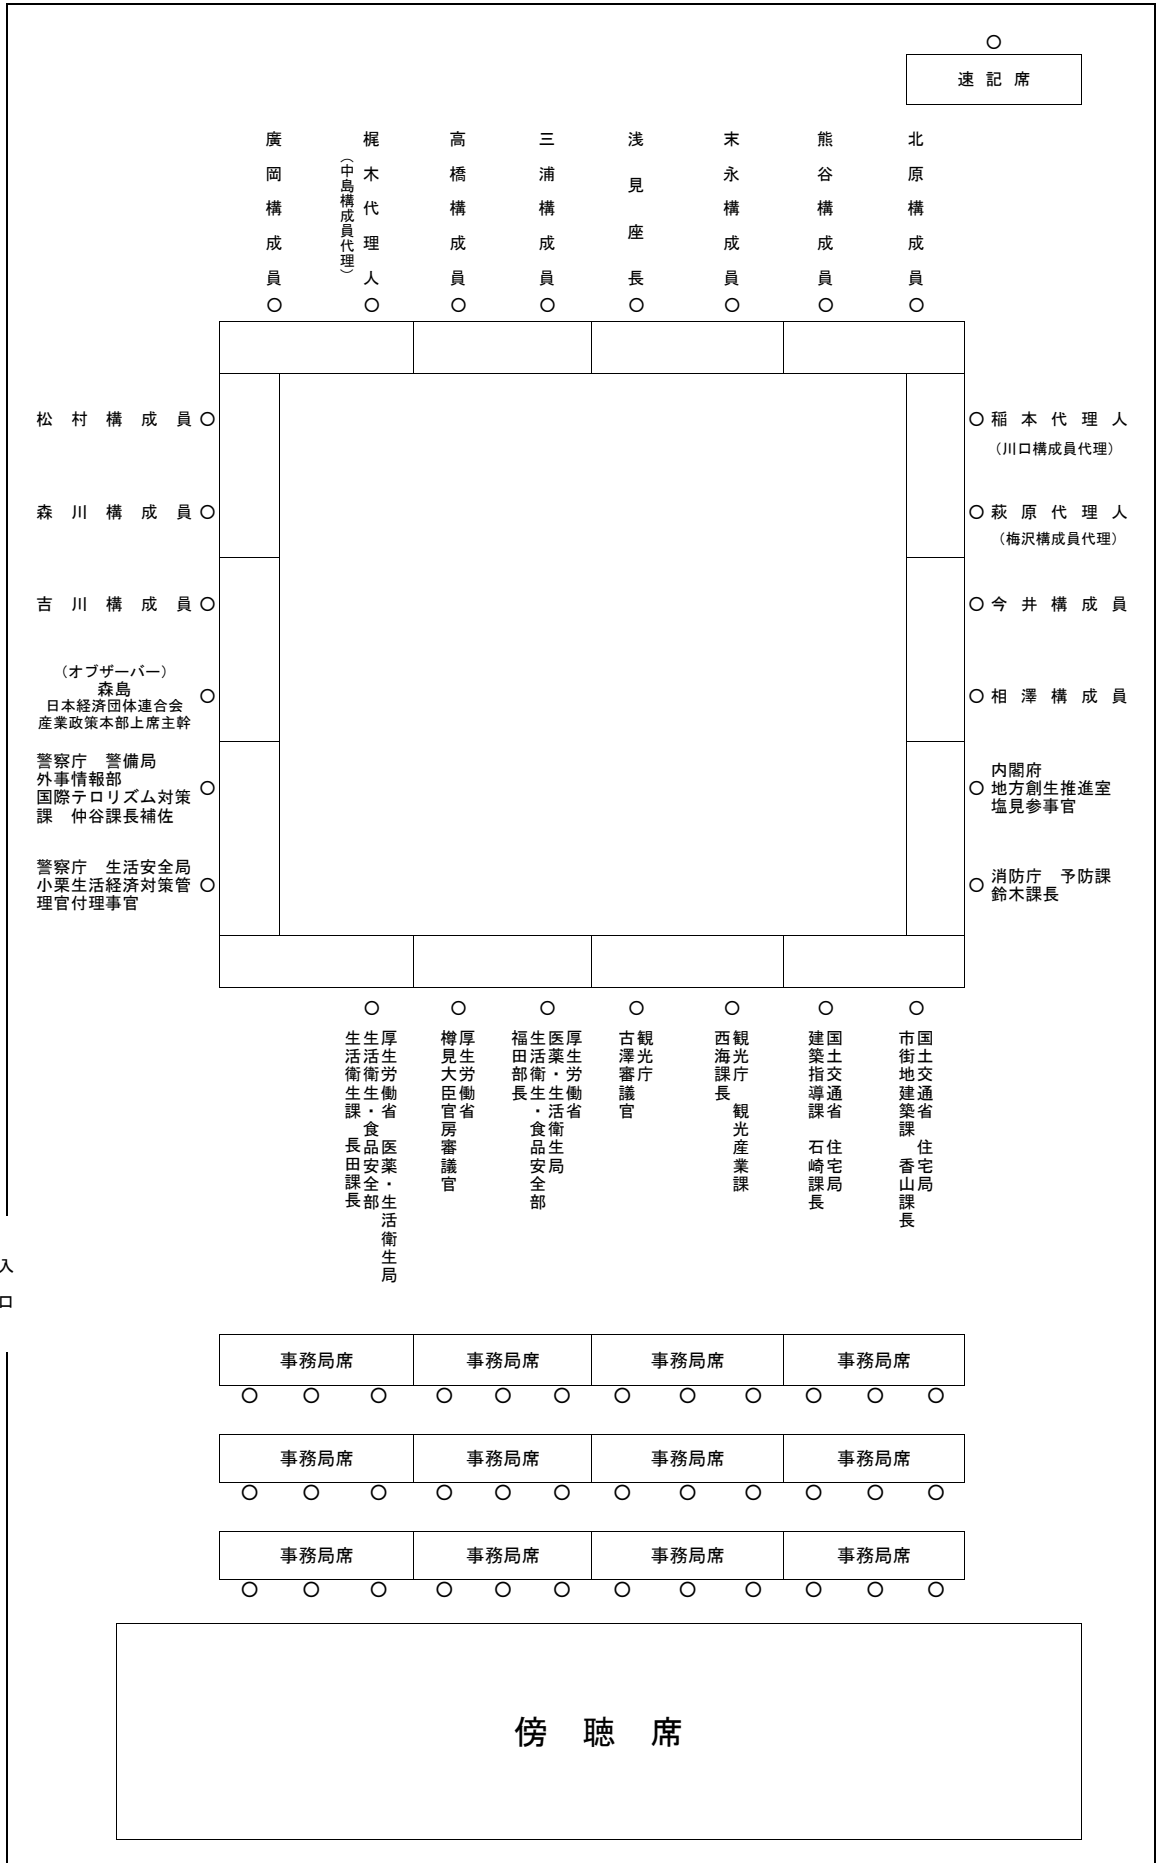 速記席
廣岡構成員
梶木代理人
（中島構成員代理）
高橋構成員
三浦構成員
浅見座長
末永構成員
熊谷構成員
北原構成員
松村構成員
森川構成員
吉川構成員
（オブザーバー）
森島
日本経済団体連合会
産業政策本部上席主幹
警察庁　警備局
外事情報部
国際テロリズム対策
課　仲谷課長補佐
警察庁　生活安全局
小栗生活経済対策管
理官付理事官
稲本代理人
（川口構成員代理）
萩原代理人
（梅沢構成員代理）
今井構成員
相澤構成員
内閣府
地方創生推進室
塩見参事官
消防庁　予防課
鈴木課長
厚生労働省　医薬・生活衛生局
生活衛生・食品安全部
生活衛生課　長田課長
厚生労働省
樽見大臣官房審議官
厚生労働省
医薬・生活衛生局
生活衛生・食品安全部
福田部長
観光庁
古澤審議官
観光庁　観光産業課
西海課長
国土交通省　住宅局
建築指導課　石崎課長
国土交通省　住宅局
市街地建築課　香山課長
入口
事務局席　事務局席　事務局席　事務局席
事務局席　事務局席　事務局席　事務局席
事務局席　事務局席　事務局席　事務局席
傍聴席